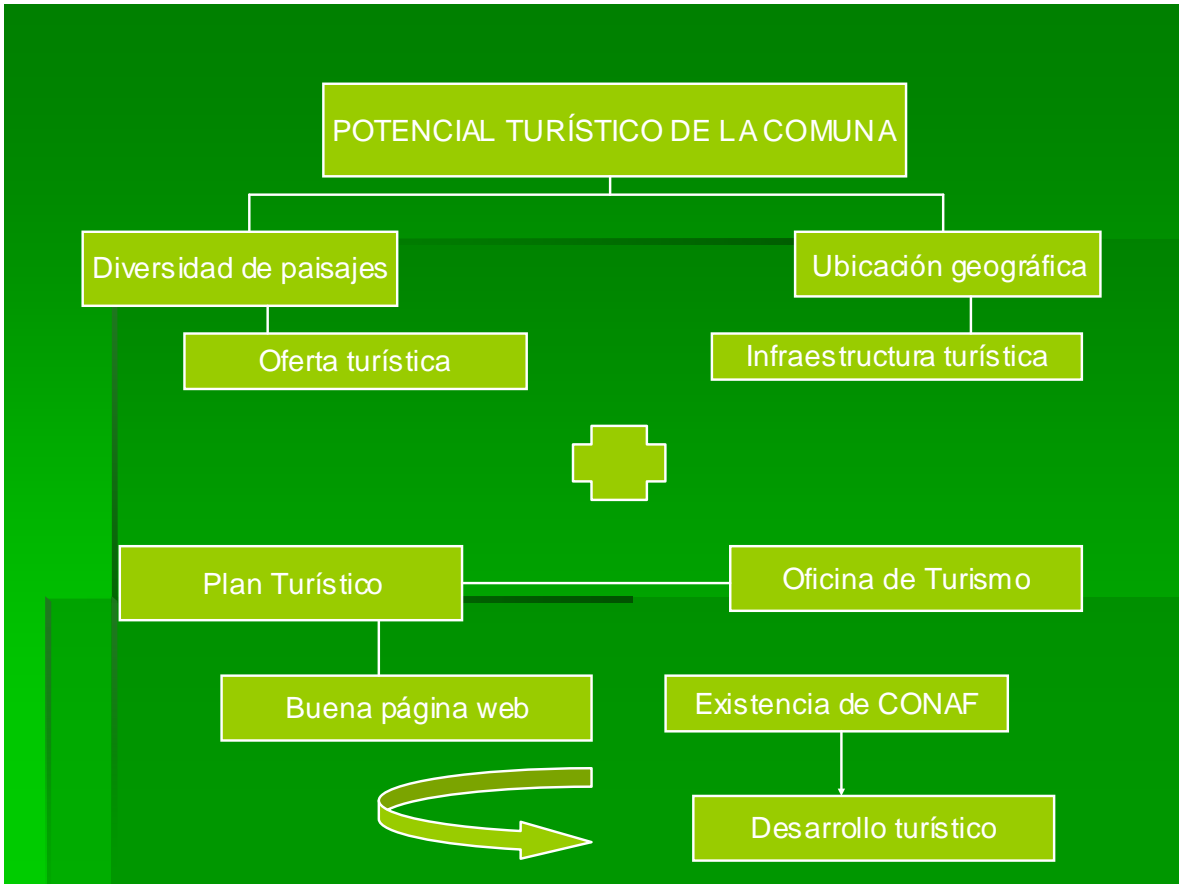 POTENCIAL TURÍSTICO DE LA COMUNA
Diversidad de paisajes
Ubicación geográfica
Oferta turística
Infraestructura turística
Plan Turístico
Oficina de Turismo
Buena página web
Existencia de CONAF
Desarrollo turístico